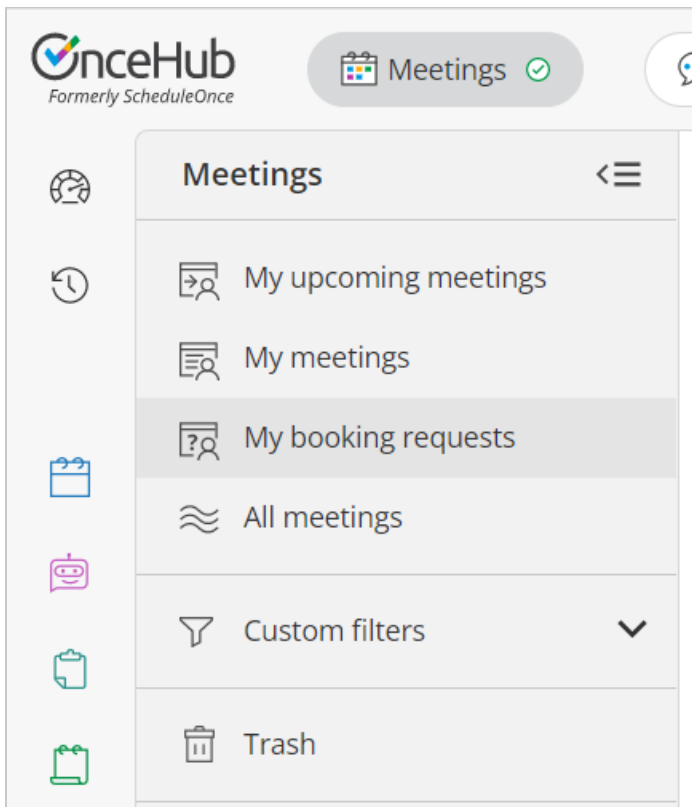 OnceHub
Formerly ScheduleOnce
Meetings
Meetings
My upcoming meetings
My meetings
My booking requests
All meetings
Custom filters
Trash